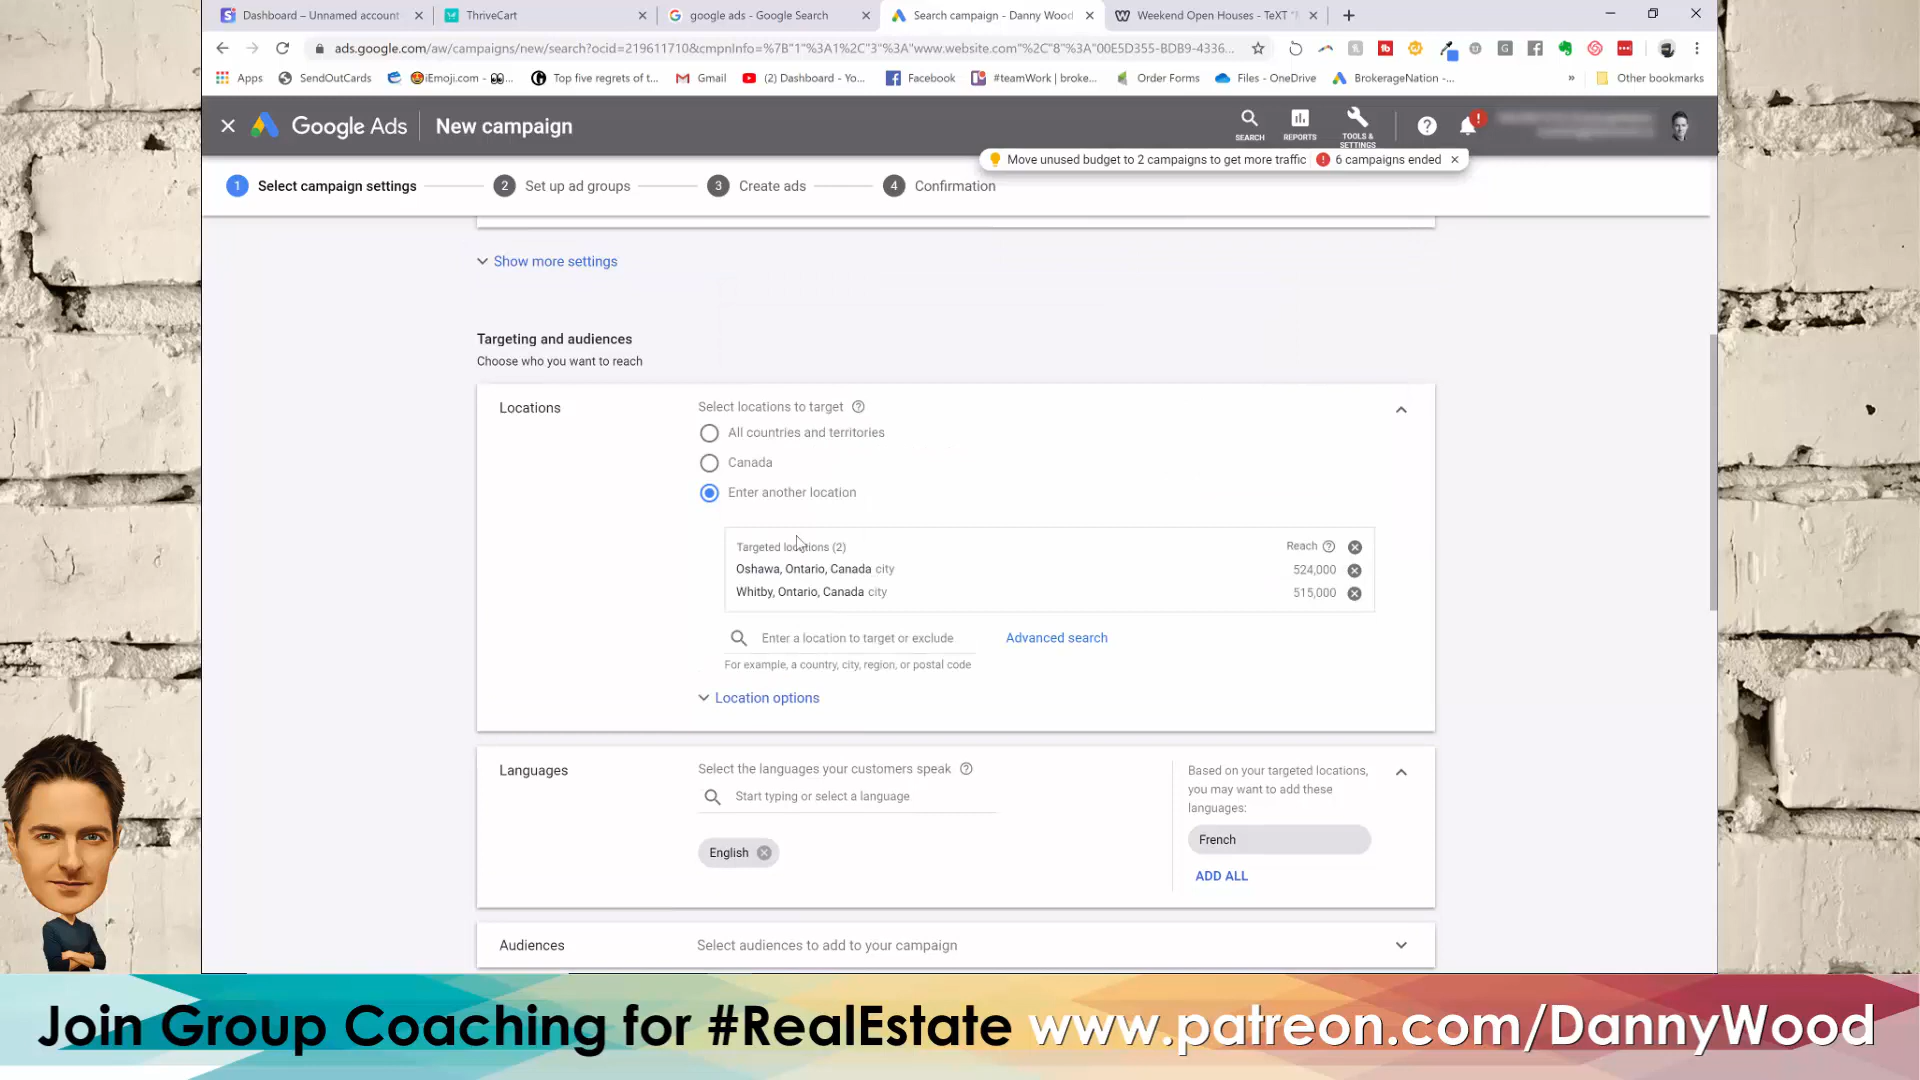 Dashboard – Unnamed account
ThriveCart
google ads - Google Search
Search campaign - Danny Wood
Weekend Open Houses - TeXT
ads.google.com/aw/campaigns/new/search?ocid=219611710&cmpnInfo=%7B"1"%3A1%2C"3"%3A"www.website.com"%2C"8"%3A"00E5D355-BDB9-4336...
Apps
SendOutCards
iEmoji.com -
Top five regrets of t...
Gmail
(2) Dashboard - Yo...
Facebook
#teamWork | broke...
Order Forms
Files - OneDrive
BrokerageNation -...
»
Other bookmarks
Google Ads
New campaign
SEARCH
REPORTS
TOOLS & SETTINGS
Move unused budget to 2 campaigns to get more traffic
6 campaigns ended
1 Select campaign settings
2 Set up ad groups
3 Create ads
4 Confirmation
Show more settings
Targeting and audiences
Choose who you want to reach
Locations
Select locations to target
All countries and territories
Canada
Enter another location
Targeted locations (2)
Reach
Oshawa, Ontario, Canada city
524,000
Whitby, Ontario, Canada city
515,000
Enter a location to target or exclude
Advanced search
For example, a country, city, region, or postal code
Location options
Languages
Select the languages your customers speak
Start typing or select a language
English
Based on your targeted locations,
you may want to add these
languages:
French
ADD ALL
Audiences
Select audiences to add to your campaign
Join Group Coaching for #RealEstate www.patreon.com/DannyWood